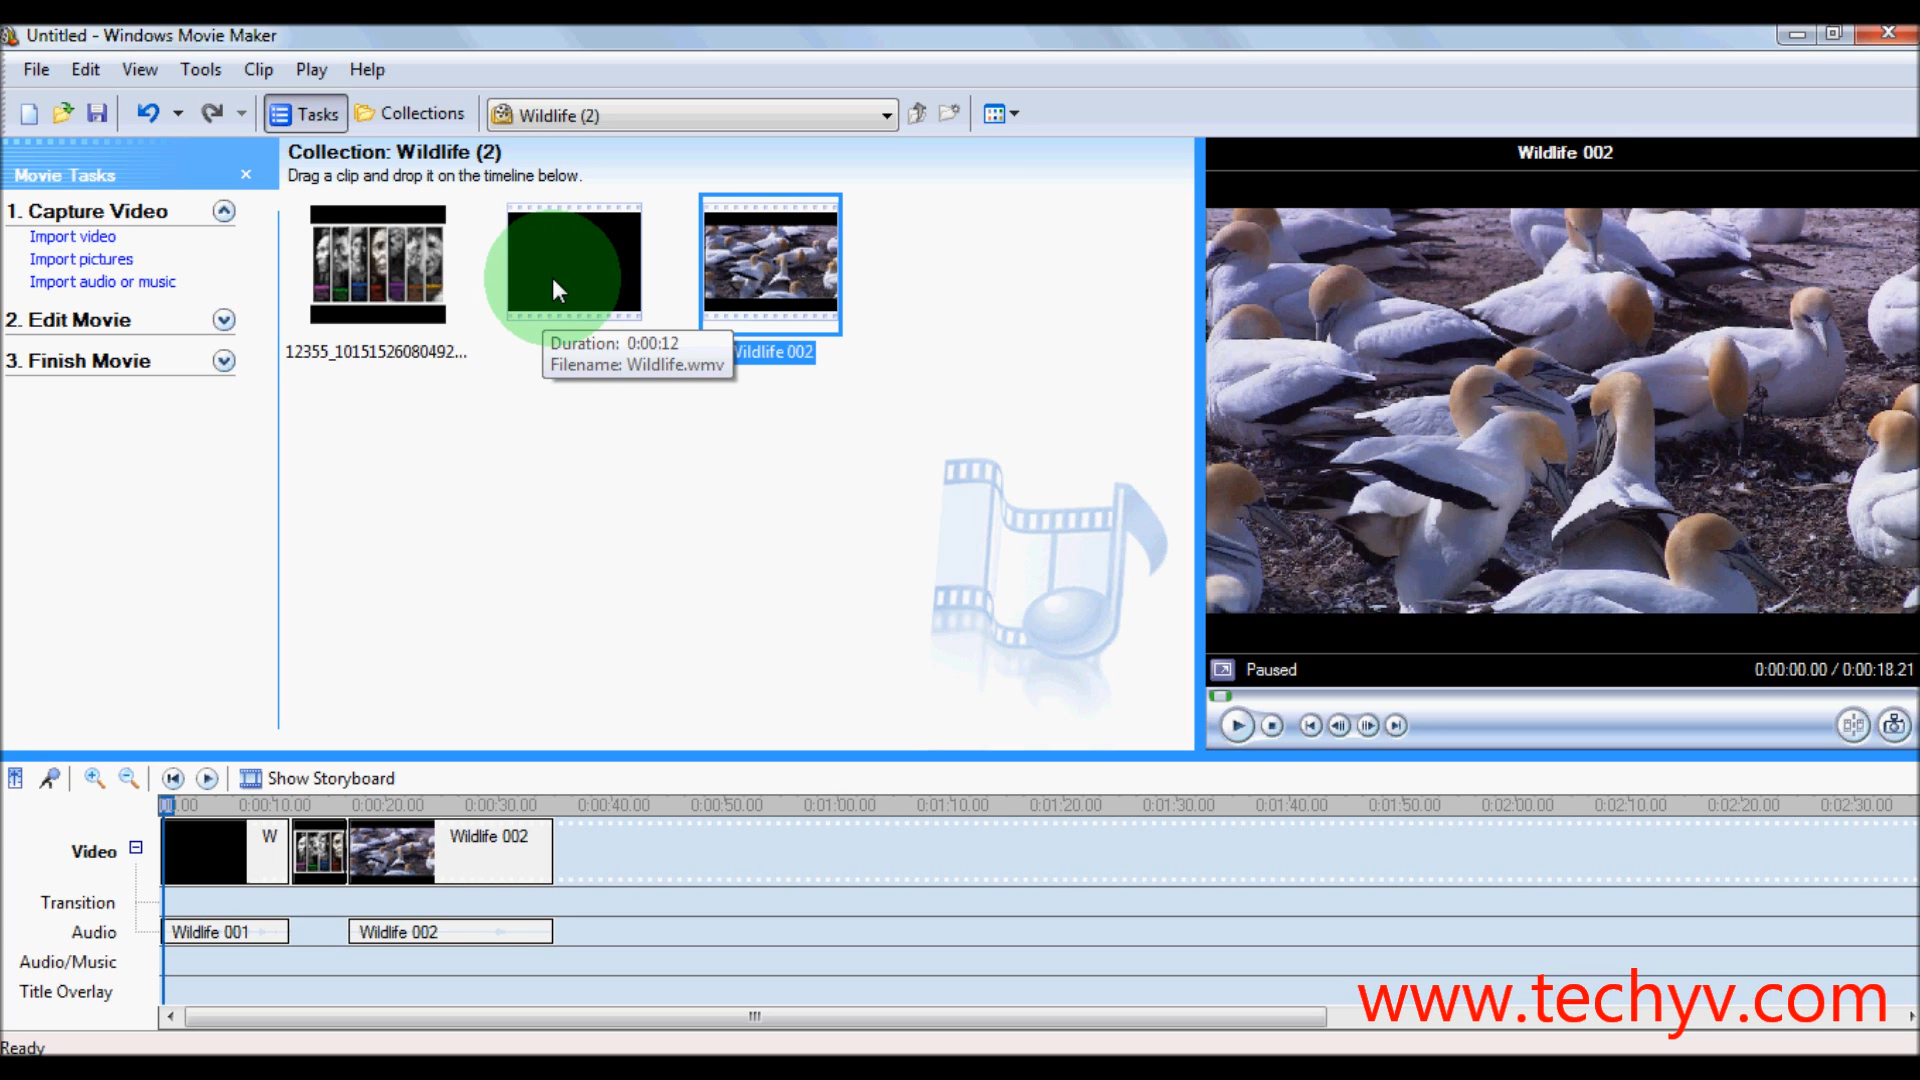 Untitled - Windows Movie Maker
File Edit View Tools Clip Play Help
Tasks Collections Wildlife (2)
Movie Tasks
1. Capture Video
Import video
Import pictures
Import audio or music
2. Edit Movie
3. Finish Movie
Collection: Wildlife (2)
Drag a clip and drop it on the timeline below.
12355_10151526080492...
Duration: 0:00:12
Filename: Wildlife.wmv
Wildlife 002
Wildlife 002
Paused 0:00:00.00 / 0:00:18.21
Show Storyboard
.00 0:00:10.00 0:00:20.00 0:00:30.00 0:00:40.00 0:00:50.00 0:01:00.00 0:01:10.00 0:01:20.00 0:01:30.00 0:01:40.00 0:01:50.00 0:02:00.00 0:02:10.00 0:02:20.00 0:02:30.00
Video W Wildlife 002
Transition
Audio Wildlife 001 Wildlife 002
Audio/Music
Title Overlay
www.techyv.com
Ready